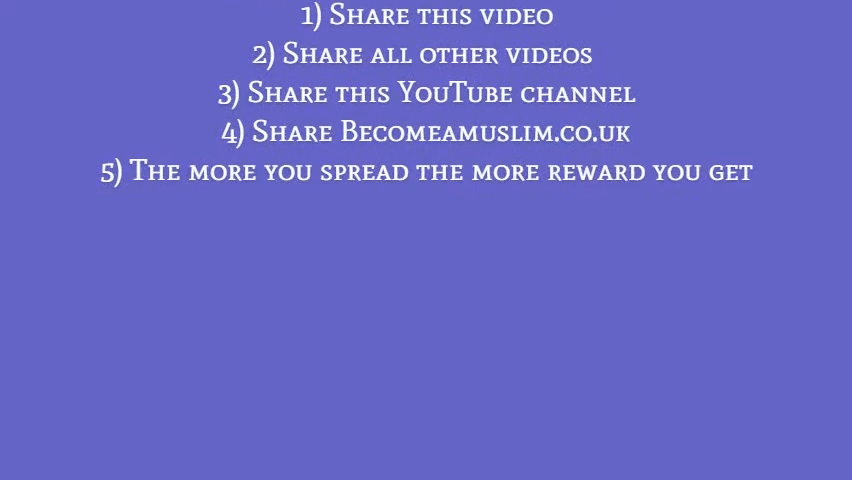 1) Share this video
2) Share all other videos
3) Share this YouTube channel
4) Share Becomeamuslim.co.uk
5) The more you spread the more reward you get